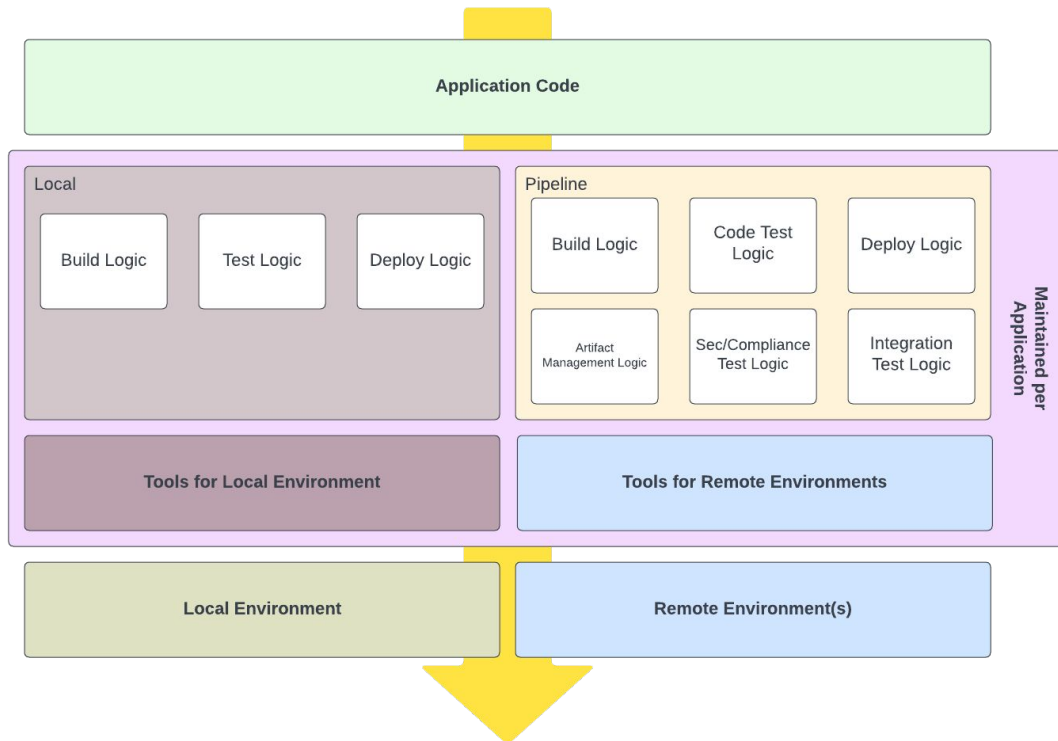 Application Code
Local
Build Logic
Test Logic
Deploy Logic
Pipeline
Build Logic
Code Test
Logic
Deploy Logic
Artifact
Management Logic
Sec/Compliance
Test Logic
Integration
Test Logic
Maintained per
Application
Tools for Local Environment
Tools for Remote Environments
Local Environment
Remote Environment(s)